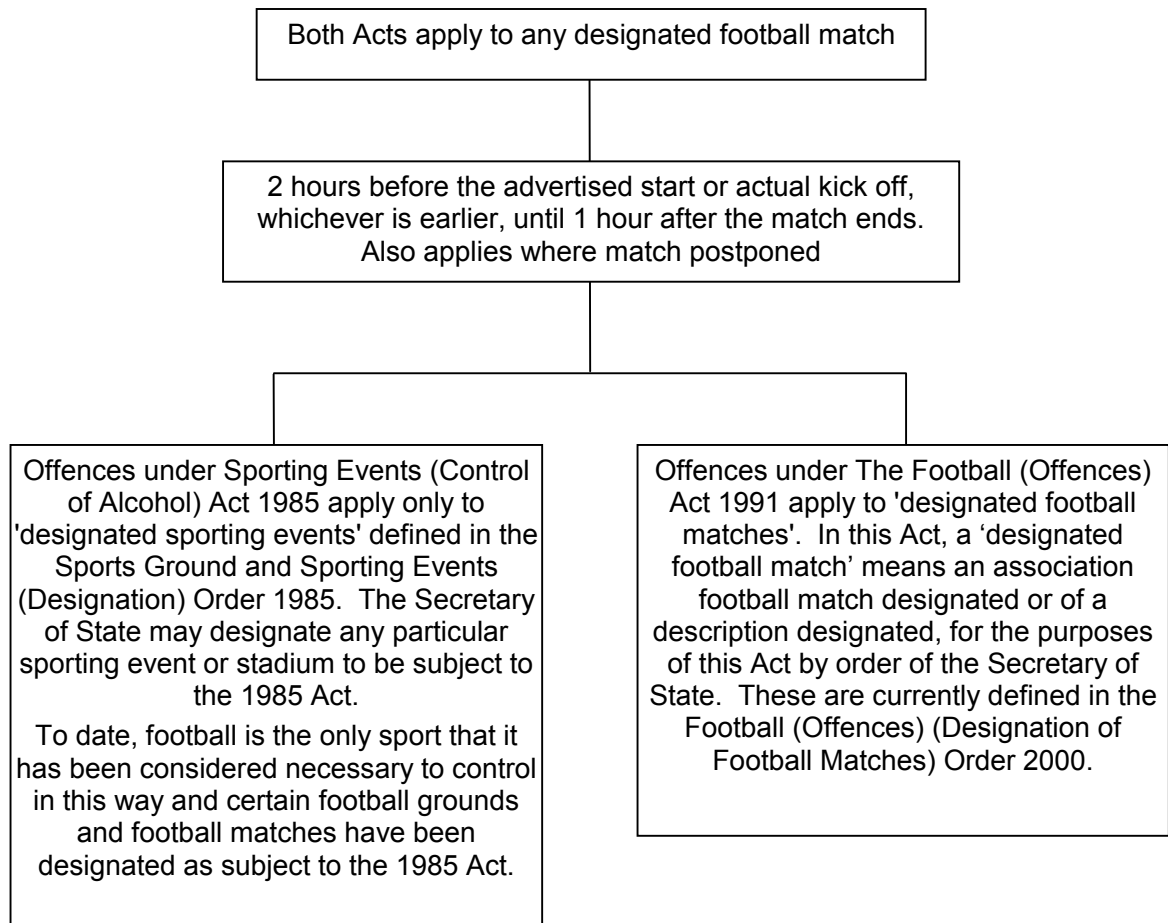 Both Acts apply to any designated football match
2 hours before the advertised start or actual kick off,
whichever is earlier, until 1 hour after the match ends.
Also applies where match postponed
Offences under Sporting Events (Control
of Alcohol) Act 1985 apply only to
'designated sporting events' defined in the
Sports Ground and Sporting Events
(Designation) Order 1985.  The Secretary
of State may designate any particular
sporting event or stadium to be subject to
the 1985 Act.
To date, football is the only sport that it
has been considered necessary to control
in this way and certain football grounds
and football matches have been
designated as subject to the 1985 Act.
Offences under The Football (Offences)
Act 1991 apply to 'designated football
matches'.  In this Act, a ‘designated
football match’ means an association
football match designated or of a
description designated, for the purposes
of this Act by order of the Secretary of
State.  These are currently defined in the
Football (Offences) (Designation of
Football Matches) Order 2000.